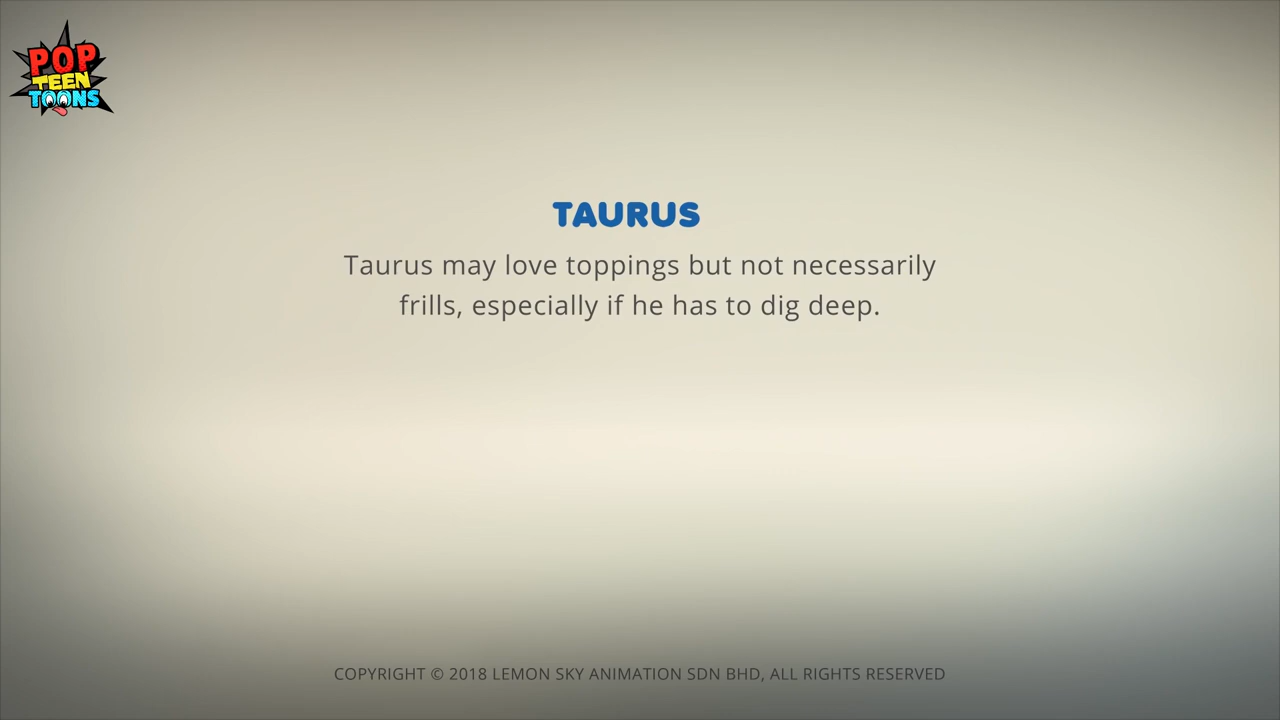 POP
TEEN
TOONS
TAURUS
Taurus may love toppings but not necessarily
frills, especially if he has to dig deep.
COPYRIGHT © 2018 LEMON SKY ANIMATION SDN BHD, ALL RIGHTS RESERVED